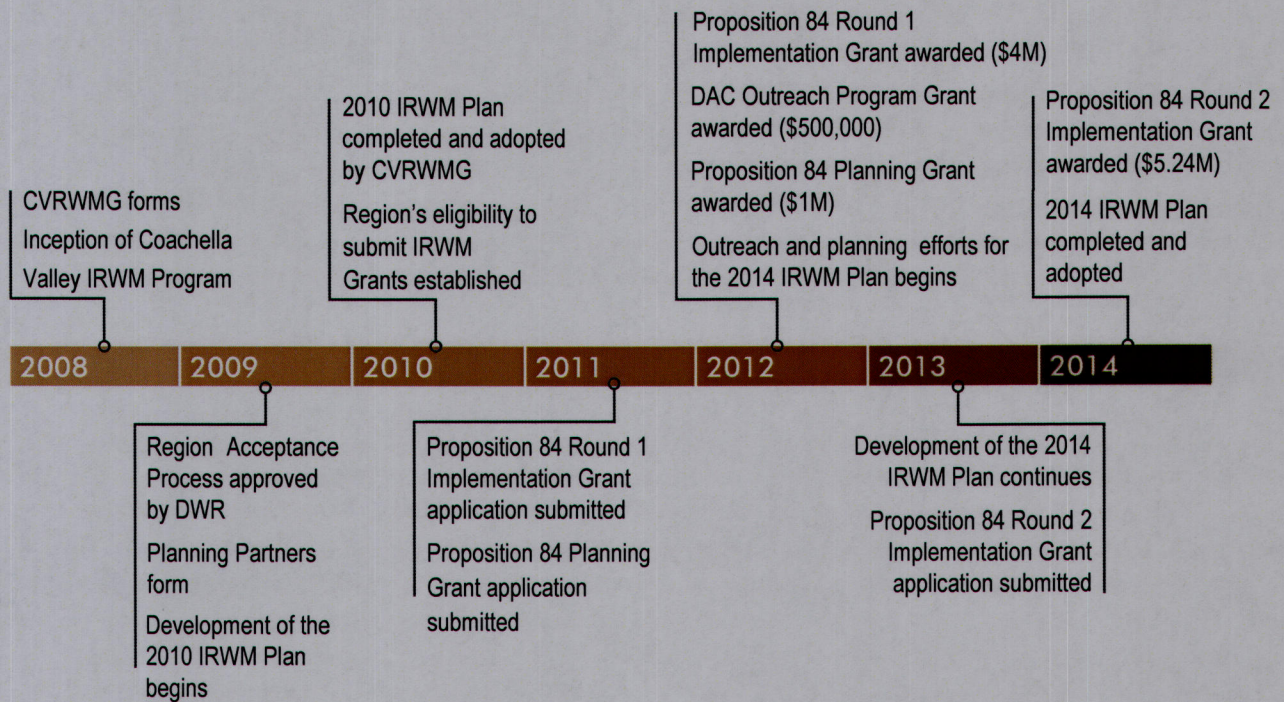 CVRWMG forms
Inception of Coachella
Valley IRWM Program
2010 IRWM Plan
completed and adopted
by CVRWMG
Region's eligibility to
submit IRWM
Grants established
Proposition 84 Round 1
Implementation Grant awarded ($4M)
DAC Outreach Program Grant
awarded ($500,000)
Proposition 84 Planning Grant
awarded ($1M)
Outreach and planning efforts for
the 2014 IRWM Plan begins
Proposition 84 Round 2
Implementation Grant
awarded ($5.24M)
2014 IRWM Plan
completed and
adopted
2008 2009 2010 2011 2012 2013 2014
Region Acceptance
Process approved
by DWR
Planning Partners
form
Development of the
2010 IRWM Plan
begins
Proposition 84 Round 1
Implementation Grant
application submitted
Proposition 84 Planning
Grant application
submitted
Development of the 2014
IRWM Plan continues
Proposition 84 Round 2
Implementation Grant
application submitted